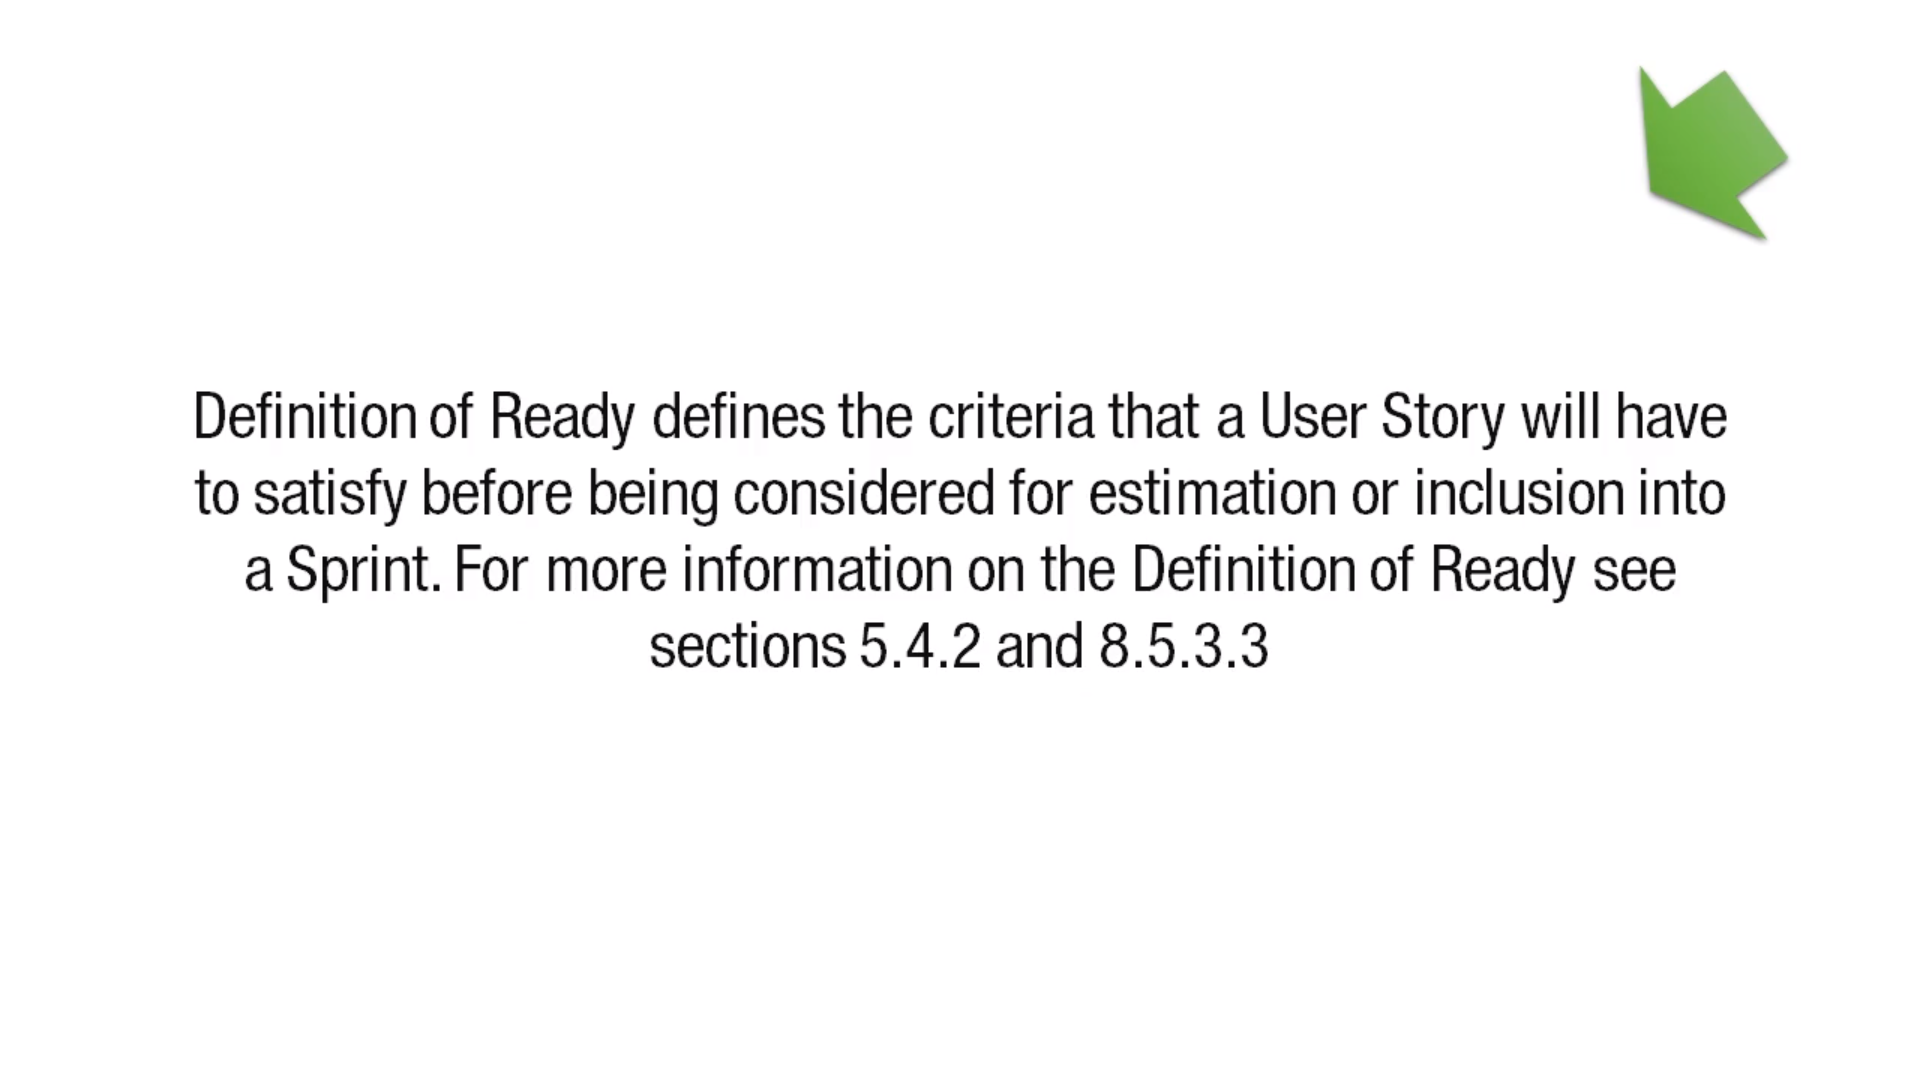 Definition of Ready defines the criteria that a User Story will have
to satisfy before being considered for estimation or inclusion into
a Sprint. For more information on the Definition of Ready see
sections 5.4.2 and 8.5.3.3